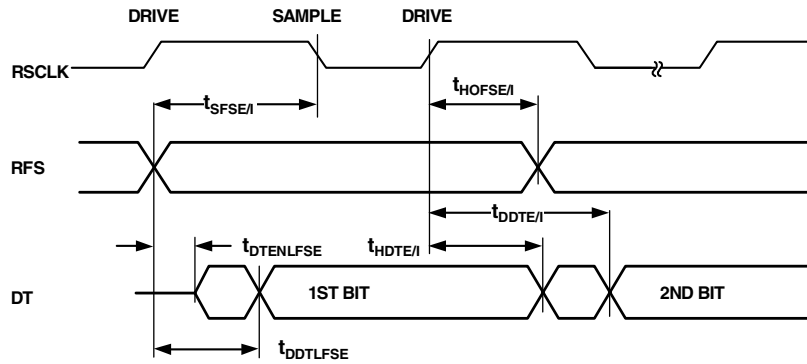 DRIVE SAMPLE DRIVE
RSCLK
tSFSE/I
tHOFSE/I
RFS
tDDTE/I
tDTENLFSE
tHDTE/I
DT
1ST BIT
2ND BIT
tDDTLFSE